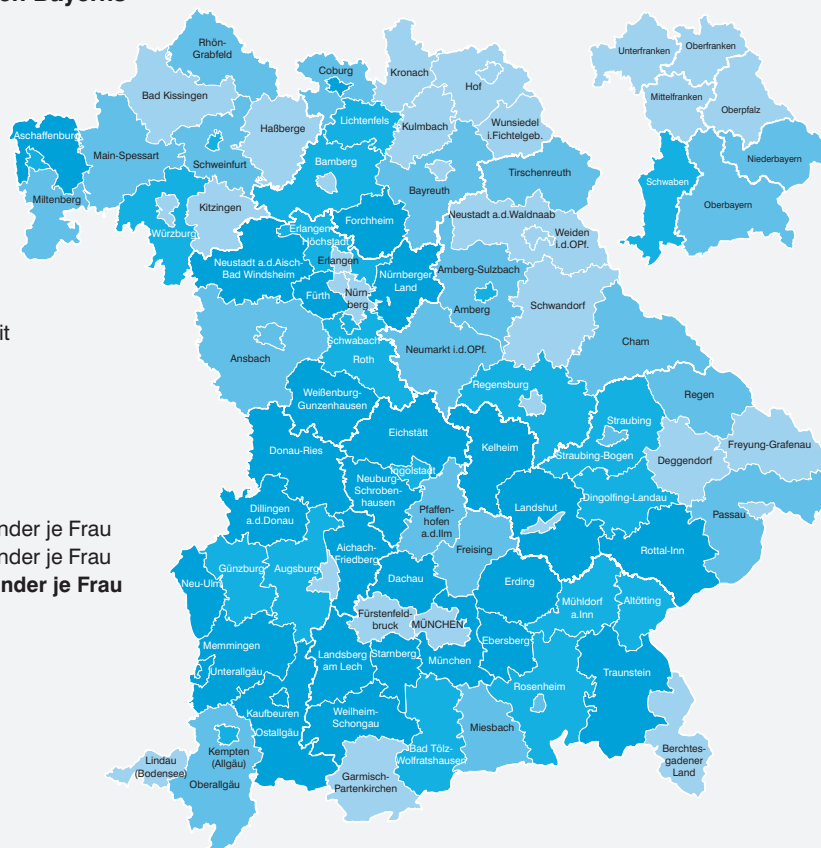 en Bayerns
Rhön-
Grabfeld
Coburg
Kronach
Hof
Bad Kissingen
Lichtenfels
Kulmbach
Wunsiedel
i.Fichtelgeb.
Haßberge
Aschaffenburg
Main-Spessart
Schweinfurt
Bamberg
Bayreuth
Tirschenreuth
Miltenberg
Kitzingen
Würzburg
Forchheim
Erlangen-
Höchstadt
Neustadt a.d.Waldnaab
Weiden
i.d.OPf.
Neustadt a.d.Aisch-
Bad Windsheim
Erlangen
Nürnberger
Land
Amberg-Sulzbach
Fürth
Nürn-
berg
Amberg
Schwandorf
it
Ansbach
Schwabach
Roth
Neumarkt i.d.OPf.
Cham
Weißenburg-
Gunzenhausen
Regensburg
Regen
Straubing
Eichstätt
Kelheim
Freyung-Grafenau
Donau-Ries
Straubing-Bogen
Deggendorf
Ingolstadt
Neuburg-
Schroben-
hausen
Dillingen
a.d.Donau
Pfaffen-
hofen
a.d.Ilm
Landshut
Dingolfing-Landau
Passau
nder je Frau
nder je Frau
nder je Frau
Aichach-
Friedberg
Freising
Rottal-Inn
Günzburg
Augsburg
Neu-Ulm
Dachau
Erding
Mühldorf
a.Inn
Altötting
Fürstenfeld-
bruck
MÜNCHEN
Memmingen
Unterallgäu
Landsberg
am Lech
Starnberg
München
Ebersberg
Traunstein
Rosenheim
Kaufbeuren
Ostallgäu
Weilheim-
Schongau
Miesbach
Bad Tölz-
Wolfratshausen
Kempten
(Allgäu)
Oberallgäu
Lindau
(Bodensee)
Garmisch-
Partenkirchen
Berchtes-
gadener
Land
Unterfranken
Oberfranken
Mittelfranken
Oberpfalz
Niederbayern
Schwaben
Oberbayern